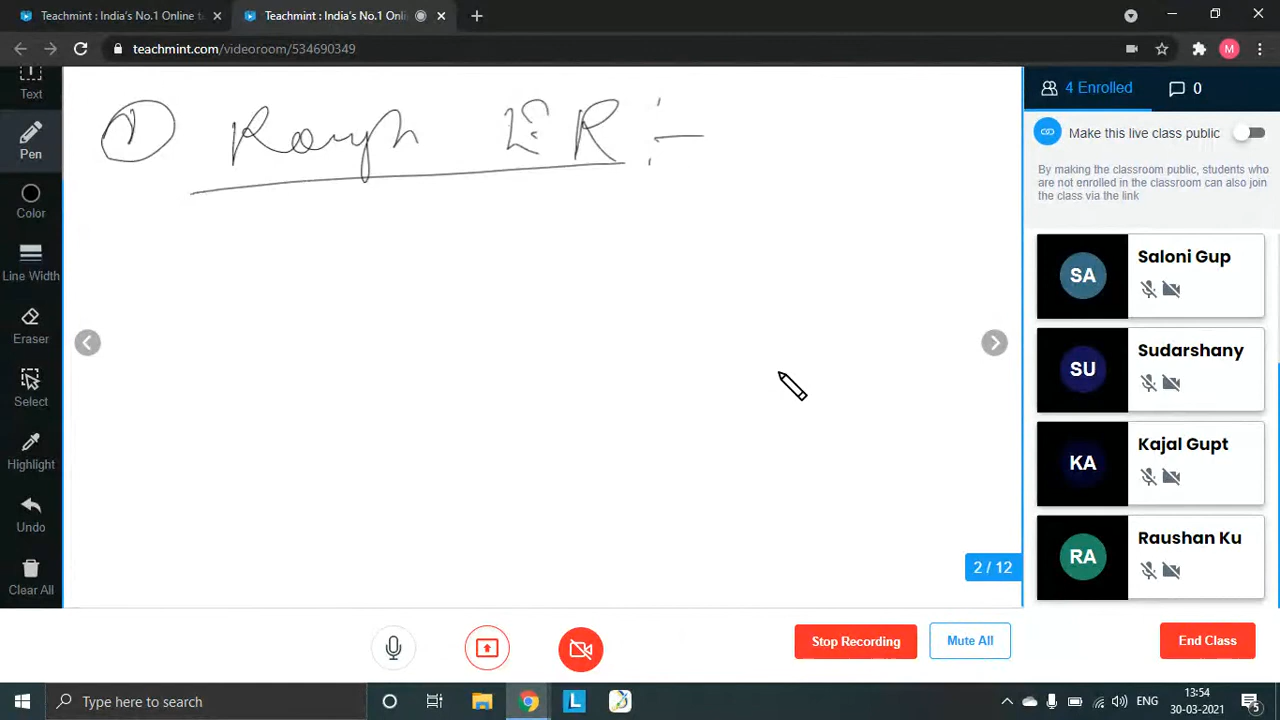 Teachmint : India's No.1 Online t
Teachmint : India's No.1 Onli
teachmint.com/videoroom/534690349
M
Text
Pen
Color
Line Width
Eraser
Select
Highlight
Undo
Clear All
① Rough ER :-
2 / 12
4 Enrolled
0
Make this live class public
By making the classroom public, students who
are not enrolled in the classroom can also join
the class via the link
SA
Saloni Gup
SU
Sudarshany
KA
Kajal Gupt
RA
Raushan Ku
Stop Recording
Mute All
End Class
Type here to search
L
ENG
13:54
30-03-2021
5